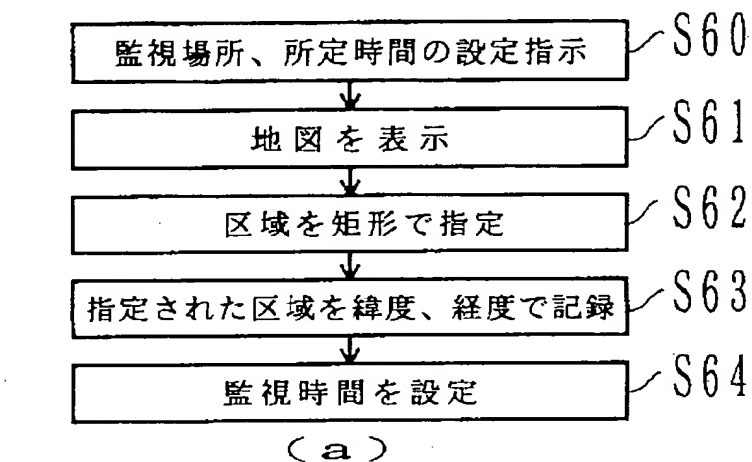 監視場所、所定時間の設定指示 S60
地図を表示 S61
区域を矩形で指定 S62
指定された区域を緯度、経度で記録 S63
監視時間を設定 S64
(a)